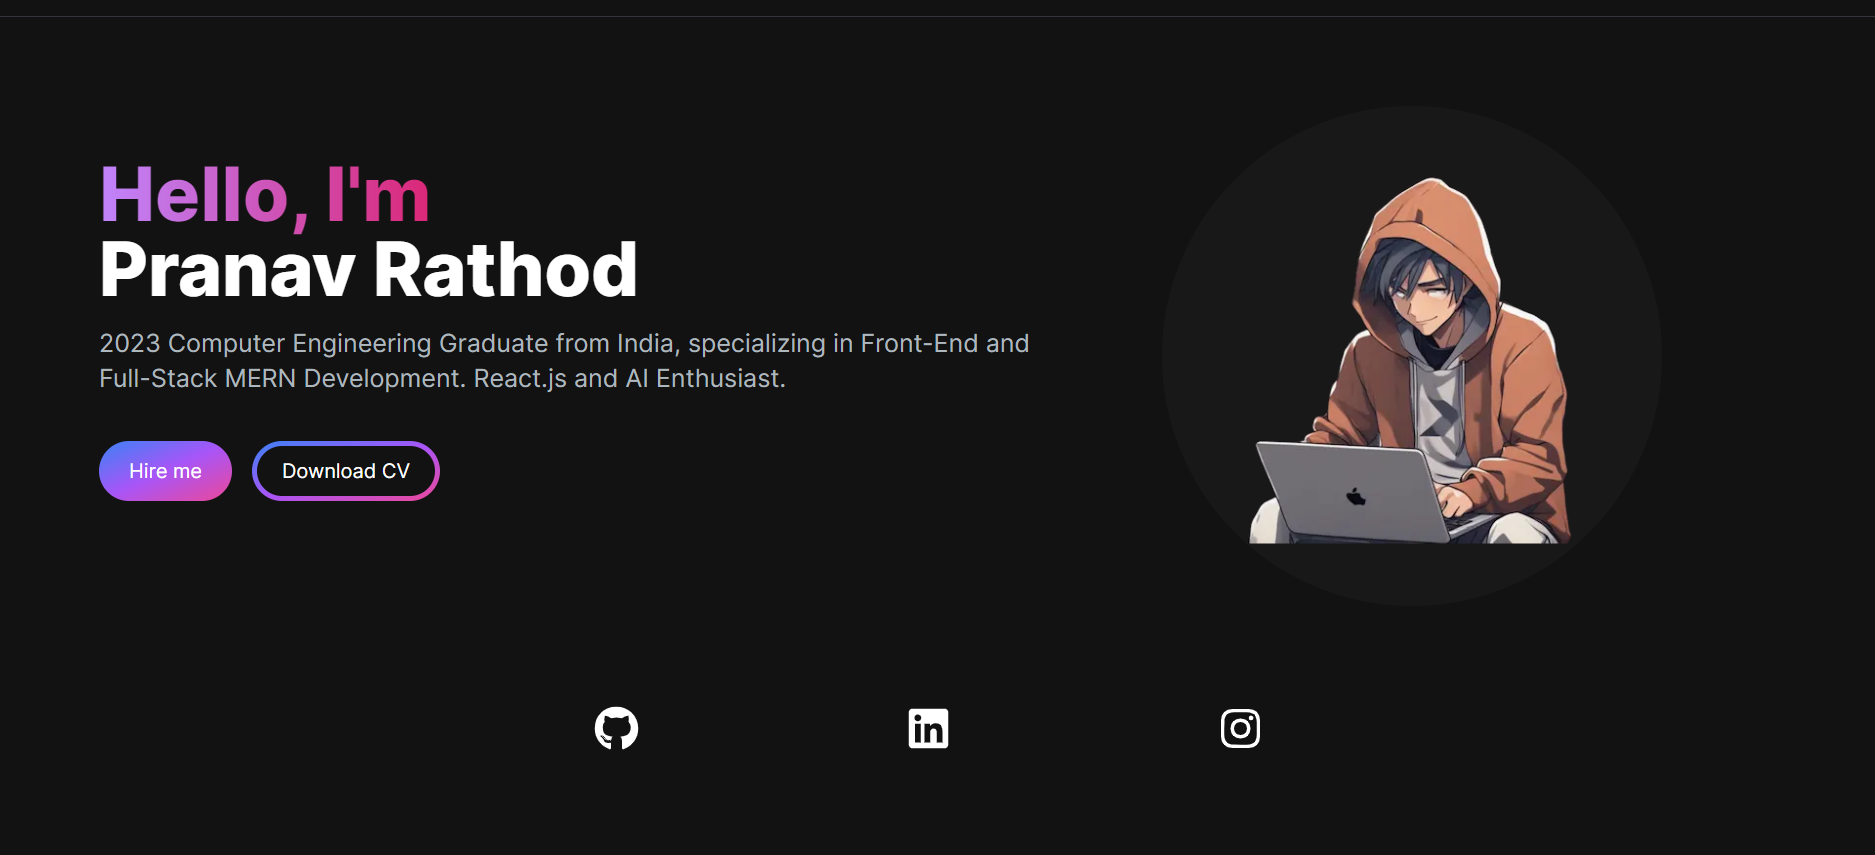 Hello, I'm
Pranav Rathod
2023 Computer Engineering Graduate from India, specializing in Front-End and
Full-Stack MERN Development. React.js and AI Enthusiast.
Hire me
Download CV
in